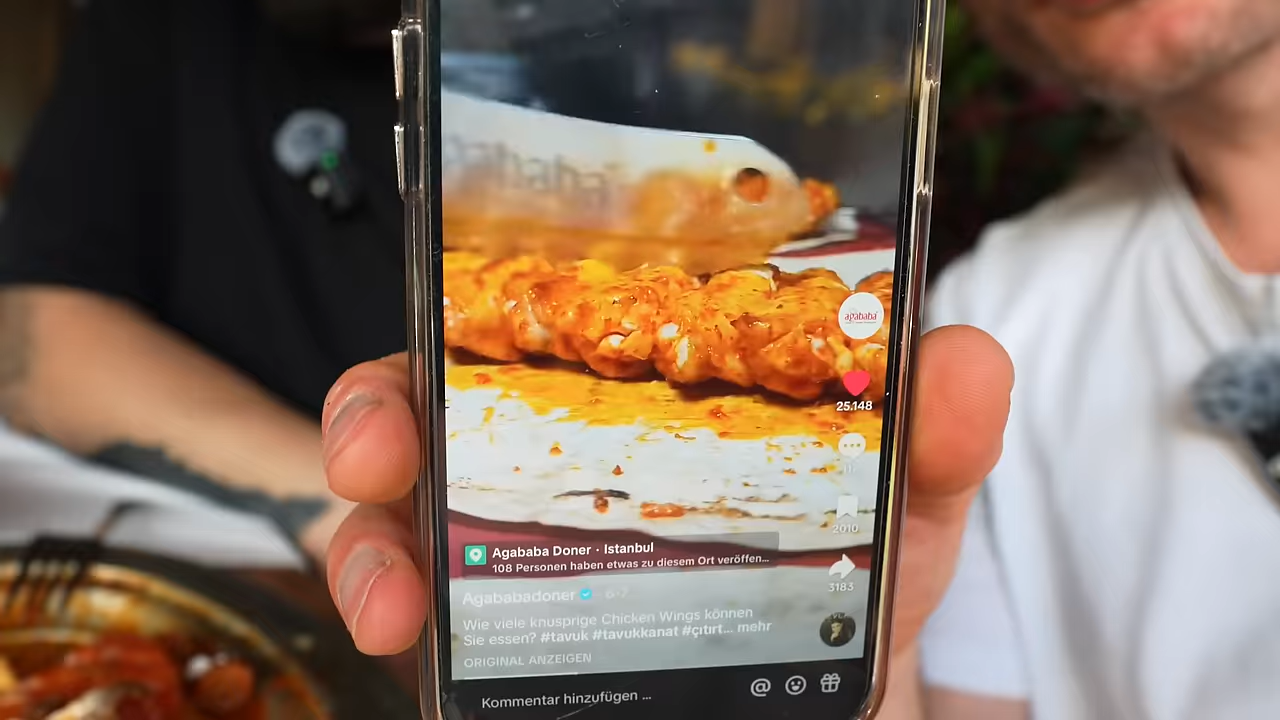 agababa
25.148
2010
3183
Agababa Doner · Istanbul
108 Personen haben etwas zu diesem Ort veröffen...
Agababadoner
Wie viele knusprige Chicken Wings können
Sie essen? #tavuk #tavukkanat #çıtırt... mehr
ORIGINAL ANZEIGEN
Kommentar hinzufügen ...
@